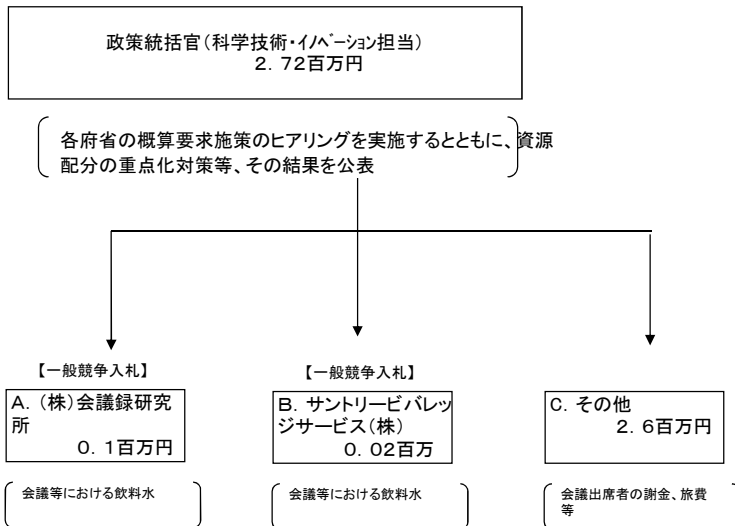 政策統括官（科学技術・イノベーション担当）
２．７２百万円
各府省の概算要求施策のヒアリングを実施するとともに、資源
配分の重点化対策等、その結果を公表
【一般競争入札】
【一般競争入札】
A．（株）会議録研究
所
０．１百万円
B．サントリービバレッ
ジサービス（株）
０．０２百万
C．その他
２．６百万円
会議等における飲料水
会議等における飲料水
会議出席者の謝金、旅費
等